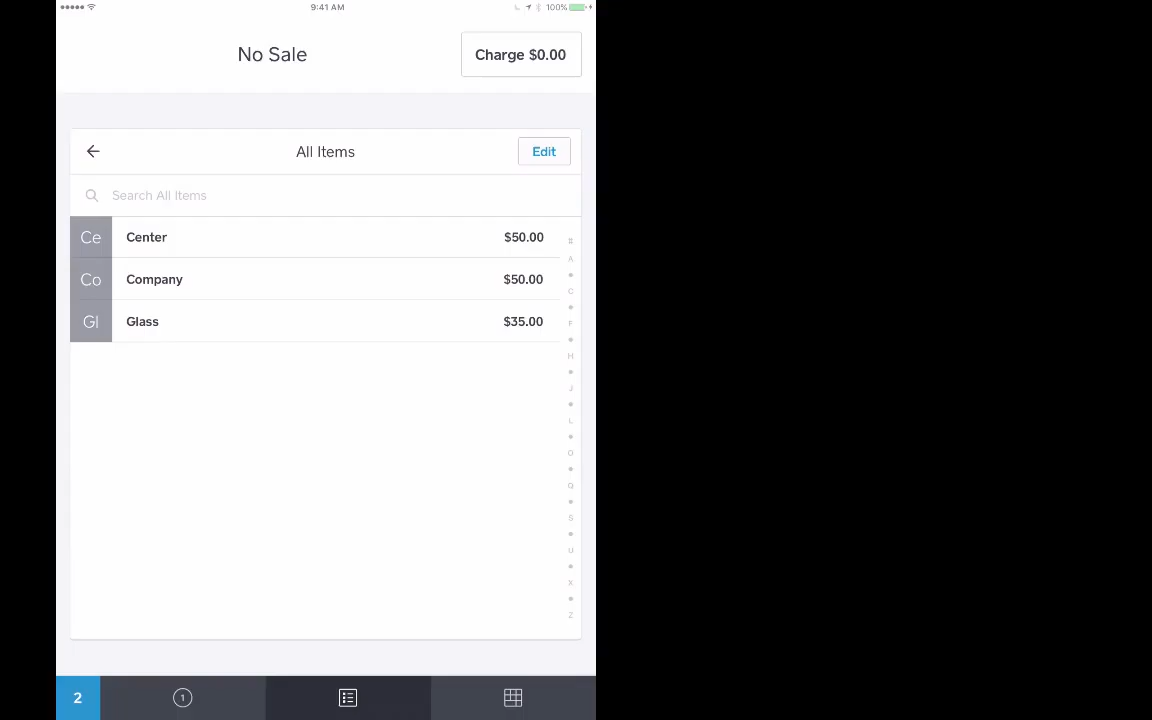 9:41 AM 100%
No Sale Charge $0.00
All Items Edit
Search All Items
Ce Center $50.00
Co Company $50.00
Gl Glass $35.00
#
A
C
F
H
J
L
O
Q
S
U
X
Z
2 1